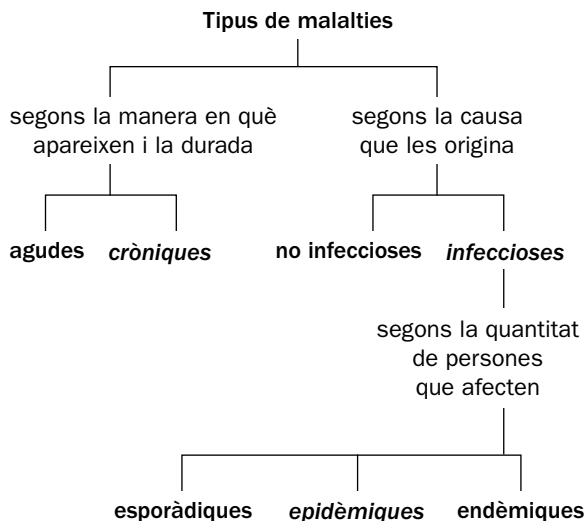 Tipus de malalties
segons la manera en què
apareixen i la durada
segons la causa
que les origina
agudes
cròniques
no infeccioses
infeccioses
segons la quantitat
de persones
que afecten
esporàdiques
epidèmiques
endèmiques